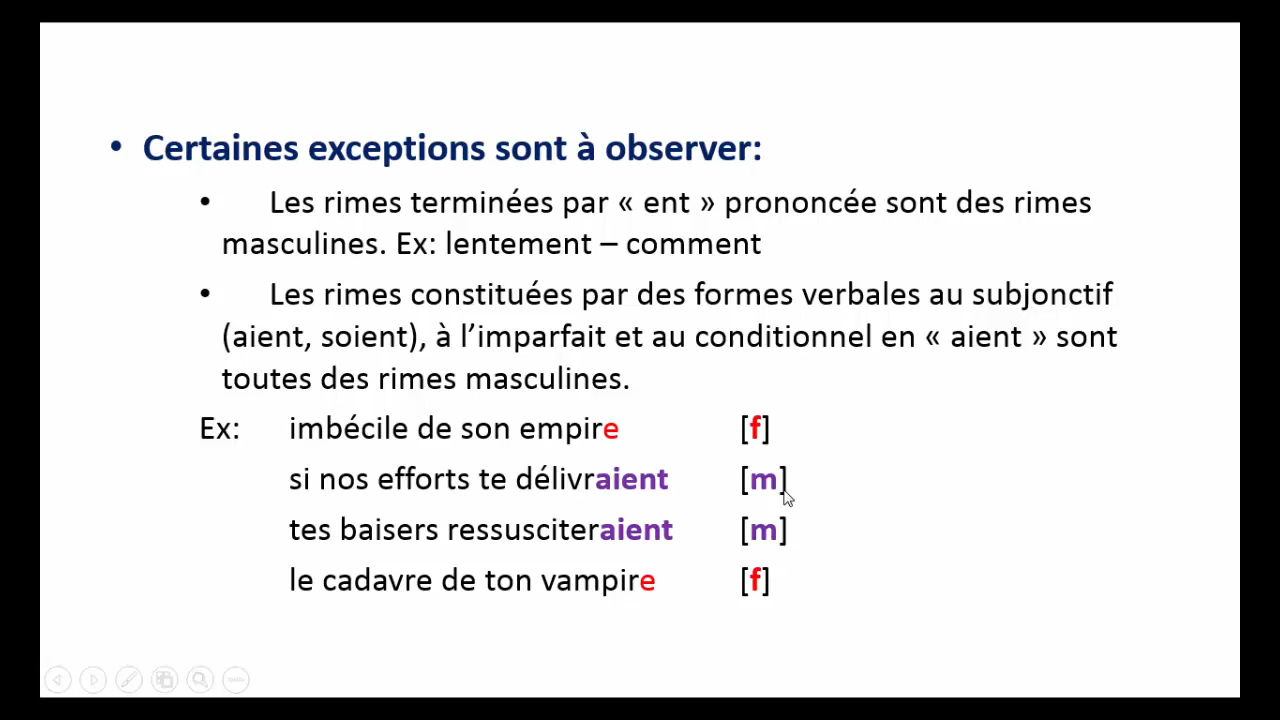 • Certaines exceptions sont à observer:
• Les rimes terminées par « ent » prononcée sont des rimes
masculines. Ex: lentement – comment
• Les rimes constituées par des formes verbales au subjonctif
(aient, soient), à l’imparfait et au conditionnel en « aient » sont
toutes des rimes masculines.
Ex: imbécile de son empire [f]
si nos efforts te délivraient [m]
tes baisers ressusciteraient [m]
le cadavre de ton vampire [f]